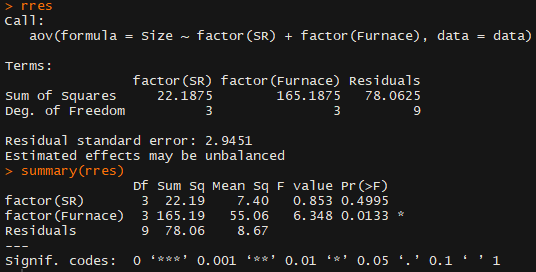 > rres
Call:
   aov(formula = Size ~ factor(SR) + factor(Furnace), data = data)

Terms:
                factor(SR) factor(Furnace) Residuals
Sum of Squares     22.1875        165.1875   78.0625
Deg. of Freedom          3               3         9

Residual standard error: 2.9451
Estimated effects may be unbalanced
> summary(rres)
                Df Sum Sq Mean Sq F value Pr(>F)
factor(SR)       3  22.19    7.40   0.853 0.4995
factor(Furnace)  3 165.19   55.06   6.348 0.0133 *
Residuals        9  78.06    8.67
---
Signif. codes:  0 ‘***’ 0.001 ‘**’ 0.01 ‘*’ 0.05 ‘.’ 0.1 ‘ ’ 1